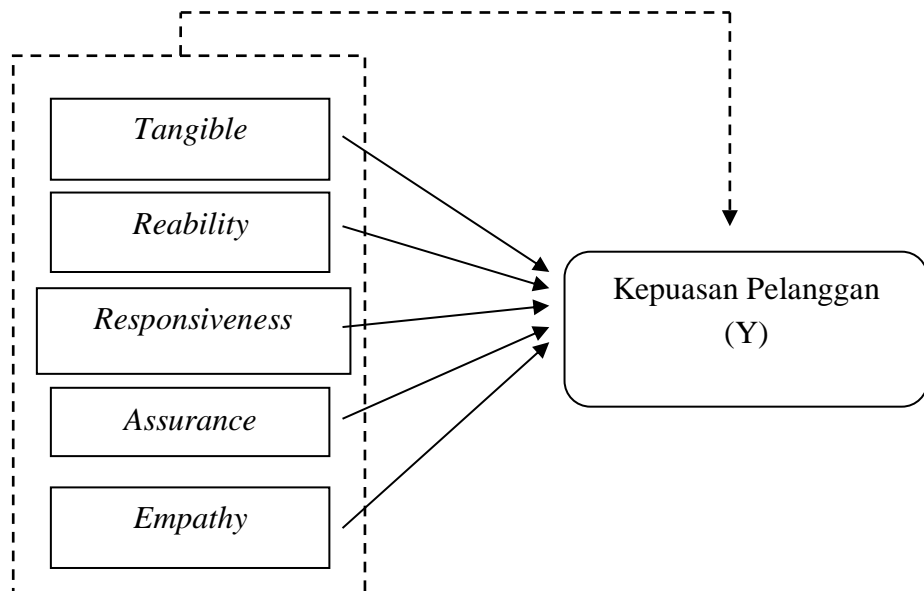 Tangible
Reability
Responsiveness
Assurance
Empathy
Kepuasan Pelanggan
(Y)